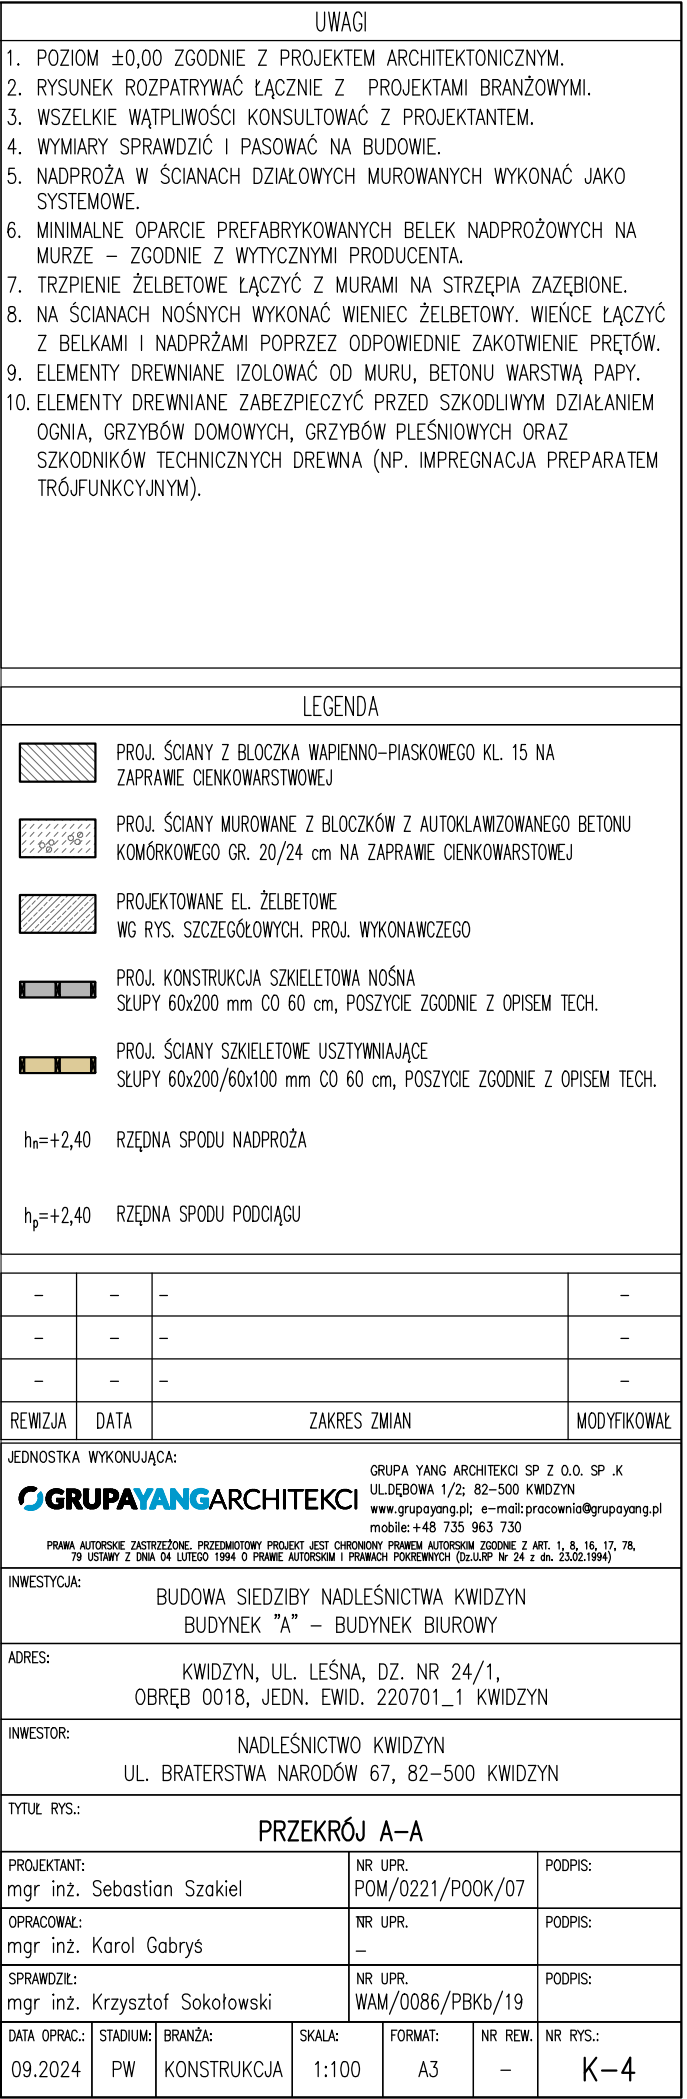 UWAGI
1. POZIOM ±0,00 ZGODNIE Z PROJEKTEM ARCHITEKTONICZNYM.
2. RYSUNEK ROZPATRYWAĆ ŁĄCZNIE Z PROJEKTAMI BRANŻOWYMI.
3. WSZELKIE WĄTPLIWOŚCI KONSULTOWAĆ Z PROJEKTANTEM.
4. WYMIARY SPRAWDZIĆ I PASOWAĆ NA BUDOWIE.
5. NADPROŻA W ŚCIANACH DZIAŁOWYCH MUROWANYCH WYKONAĆ JAKO
SYSTEMOWE.
6. MINIMALNE OPARCIE PREFABRYKOWANYCH BELEK NADPROŻOWYCH NA
MURZE – ZGODNIE Z WYTYCZNYMI PRODUCENTA.
7. TRZPIENIE ŻELBETOWE ŁĄCZYĆ Z MURAMI NA STRZĘPIA ZAZĘBIONE.
8. NA ŚCIANACH NOŚNYCH WYKONAĆ WIENIEC ŻELBETOWY. WIEŃCE ŁĄCZYĆ
Z BELKAMI I NADPRŻAMI POPRZEZ ODPOWIEDNIE ZAKOTWIENIE PRĘTÓW.
9. ELEMENTY DREWNIANE IZOLOWAĆ OD MURU, BETONU WARSTWĄ PAPY.
10. ELEMENTY DREWNIANE ZABEZPIECZYĆ PRZED SZKODLIWYM DZIAŁANIEM
OGNIA, GRZYBÓW DOMOWYCH, GRZYBÓW PLEŚNIOWYCH ORAZ
SZKODNIKÓW TECHNICZNYCH DREWNA (NP. IMPREGNACJA PREPARATEM
TRÓJFUNKCYJNYM).
LEGENDA
PROJ. ŚCIANY Z BLOCZKA WAPIENNO–PIASKOWEGO KL. 15 NA
ZAPRAWIE CIENKOWARSTWOWEJ
PROJ. ŚCIANY MUROWANE Z BLOCZKÓW Z AUTOKLAWIZOWANEGO BETONU
KOMÓRKOWEGO GR. 20/24 cm NA ZAPRAWIE CIENKOWARSTOWEJ
PROJEKTOWANE EL. ŻELBETOWE
WG RYS. SZCZEGÓŁOWYCH. PROJ. WYKONAWCZEGO
PROJ. KONSTRUKCJA SZKIELETOWA NOŚNA
SŁUPY 60x200 mm CO 60 cm, POSZYCIE ZGODNIE Z OPISEM TECH.
PROJ. ŚCIANY SZKIELETOWE USZTYWNIAJĄCE
SŁUPY 60x200/60x100 mm CO 60 cm, POSZYCIE ZGODNIE Z OPISEM TECH.
hn=+2,40 RZĘDNA SPODU NADPROŻA
hp=+2,40 RZĘDNA SPODU PODCIĄGU
– – – –
– – – –
– – – –
REWIZJA DATA ZAKRES ZMIAN MODYFIKOWAŁ
JEDNOSTKA WYKONUJĄCA:
GRUPAYANGARCHITEKCI
GRUPA YANG ARCHITEKCI SP Z O.O. SP .K
UL.DĘBOWA 1/2; 82–500 KWIDZYN
www.grupayang.pl; e–mail:pracownia@grupayang.pl
mobile:+48 735 963 730
PRAWA AUTORSKIE ZASTRZEŻONE. PRZEDMIOTOWY PROJEKT JEST CHRONIONY PRAWEM AUTORSKIM ZGODNIE Z ART. 1, 8, 16, 17, 78,
79 USTAWY Z DNIA 04 LUTEGO 1994 O PRAWIE AUTORSKIM I PRAWACH POKREWNYCH (Dz.U.RP Nr 24 z dn. 23.02.1994)
INWESTYCJA:
BUDOWA SIEDZIBY NADLEŚNICTWA KWIDZYN
BUDYNEK "A" – BUDYNEK BIUROWY
ADRES:
KWIDZYN, UL. LEŚNA, DZ. NR 24/1,
OBRĘB 0018, JEDN. EWID. 220701_1 KWIDZYN
INWESTOR:
NADLEŚNICTWO KWIDZYN
UL. BRATERSTWA NARODÓW 67, 82–500 KWIDZYN
TYTUŁ RYS.:
PRZEKRÓJ A–A
PROJEKTANT: NR UPR. PODPIS:
mgr inż. Sebastian Szakiel POM/0221/POOK/07
OPRACOWAŁ: NR UPR. PODPIS:
mgr inż. Karol Gabryś –
SPRAWDZIŁ: NR UPR. PODPIS:
mgr inż. Krzysztof Sokołowski WAM/0086/PBKb/19
DATA OPRAC.: STADIUM: BRANŻA: SKALA: FORMAT: NR REW. NR RYS.:
09.2024 PW KONSTRUKCJA 1:100 A3 – K–4